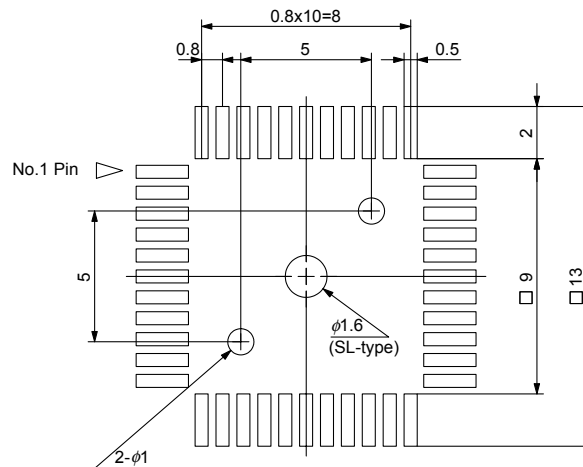 0.8x10=8
0.8
5
0.5
2
No.1 Pin
5
□ 9
□ 13
ϕ1.6
(SL-type)
2-ϕ1